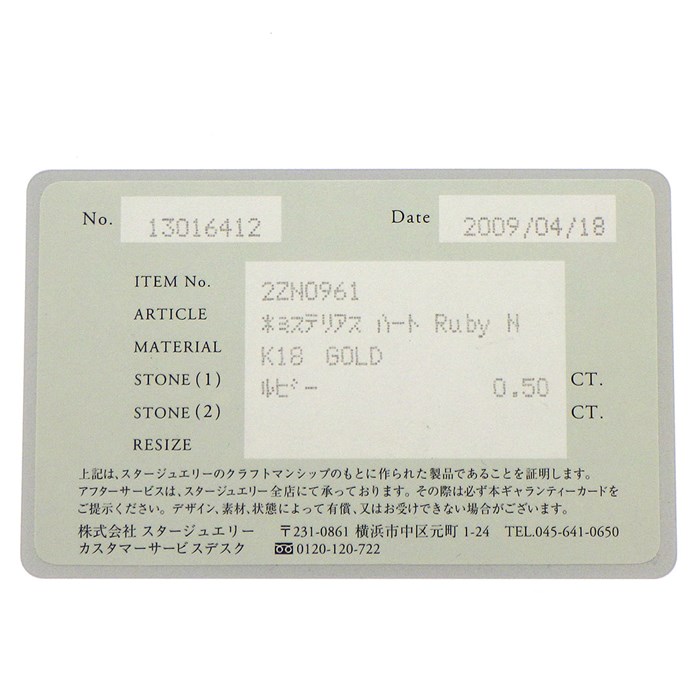 No. 13016412 Date 2009/04/18
ITEM No. 2ZN0961
ARTICLE ネミステリアス ハート Ruby N
MATERIAL K18 GOLD
STONE (1) ルビー 0.50 CT.
STONE (2) CT.
RESIZE
上記は、スタージュエリーのクラフトマンシップのもとに作られた製品であることを証明します。
アフターサービスは、スタージュエリー全店にて承っております。その際は必ず本ギャランティーカードを
ご提示ください。デザイン、素材、状態によって有償、又はお受けできない場合がございます。
株式会社 スタージュエリー 〒231-0861 横浜市中区元町 1-24 TEL.045-641-0650
カスタマーサービスデスク 0120-120-722